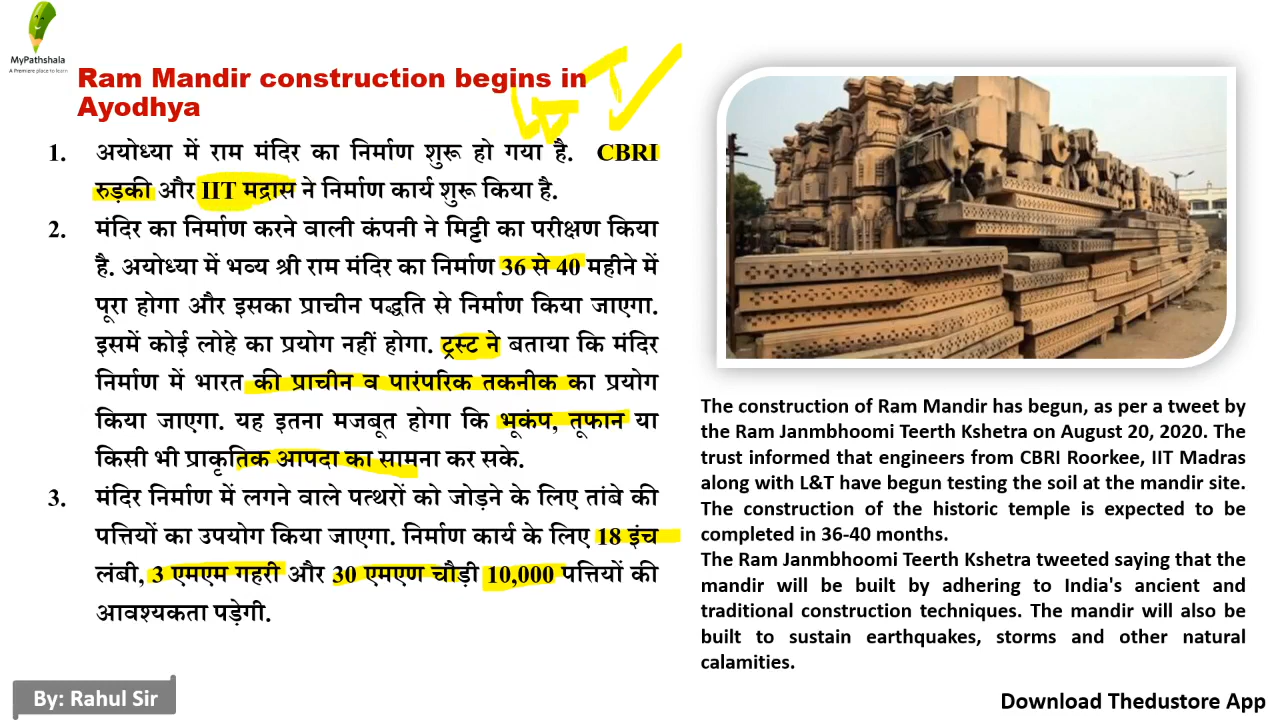 MyPathshala
A Premiere place to learn
Ram Mandir construction begins in
Ayodhya
1. अयोध्या में राम मंदिर का निर्माण शुरू हो गया है. CBRI
रुड़की और IIT मद्रास ने निर्माण कार्य शुरू किया है.
2. मंदिर का निर्माण करने वाली कंपनी ने मिट्टी का परीक्षण किया
है. अयोध्या में भव्य श्री राम मंदिर का निर्माण 36 से 40 महीने में
पूरा होगा और इसका प्राचीन पद्धति से निर्माण किया जाएगा.
इसमें कोई लोहे का प्रयोग नहीं होगा. ट्रस्ट ने बताया कि मंदिर
निर्माण में भारत की प्राचीन व पारंपरिक तकनीक का प्रयोग
किया जाएगा. यह इतना मजबूत होगा कि भूकंप, तूफान या
किसी भी प्राकृतिक आपदा का सामना कर सके.
3. मंदिर निर्माण में लगने वाले पत्थरों को जोड़ने के लिए तांबे की
पत्तियों का उपयोग किया जाएगा. निर्माण कार्य के लिए 18 इंच
लंबी, 3 एमएम गहरी और 30 एमएण चौड़ी 10,000 पत्तियों की
आवश्यकता पड़ेगी.
The construction of Ram Mandir has begun, as per a tweet by
the Ram Janmbhoomi Teerth Kshetra on August 20, 2020. The
trust informed that engineers from CBRI Roorkee, IIT Madras
along with L&T have begun testing the soil at the mandir site.
The construction of the historic temple is expected to be
completed in 36-40 months.
The Ram Janmbhoomi Teerth Kshetra tweeted saying that the
mandir will be built by adhering to India's ancient and
traditional construction techniques. The mandir will also be
built to sustain earthquakes, storms and other natural
calamities.
By: Rahul Sir
Download Thedustore App